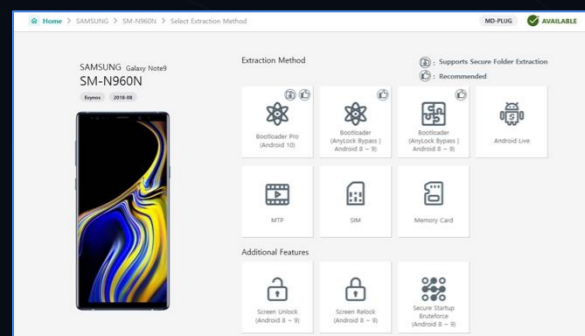 Home > SAMSUNG > SM-N960N > Select Extraction Method
MD-PLUG
AVAILABLE
SAMSUNG Galaxy Note9
SM-N960N
Exynos
2018-08
Extraction Method
: Supports Secure Folder Extraction
: Recommended
Bootloader Pro
(Android 10)
Bootloader
(AnyLock Bypass |
Android 8 ~ 9)
Bootloader
(AnyLock Bypass |
Android 8 ~ 9)
Android Live
MTP
SIM
Memory Card
Additional Features
Screen Unlock
(Android 8 ~ 9)
Screen Relock
(Android 8 ~ 9)
Secure Startup
Bruteforce
(Android 8 ~ 9)